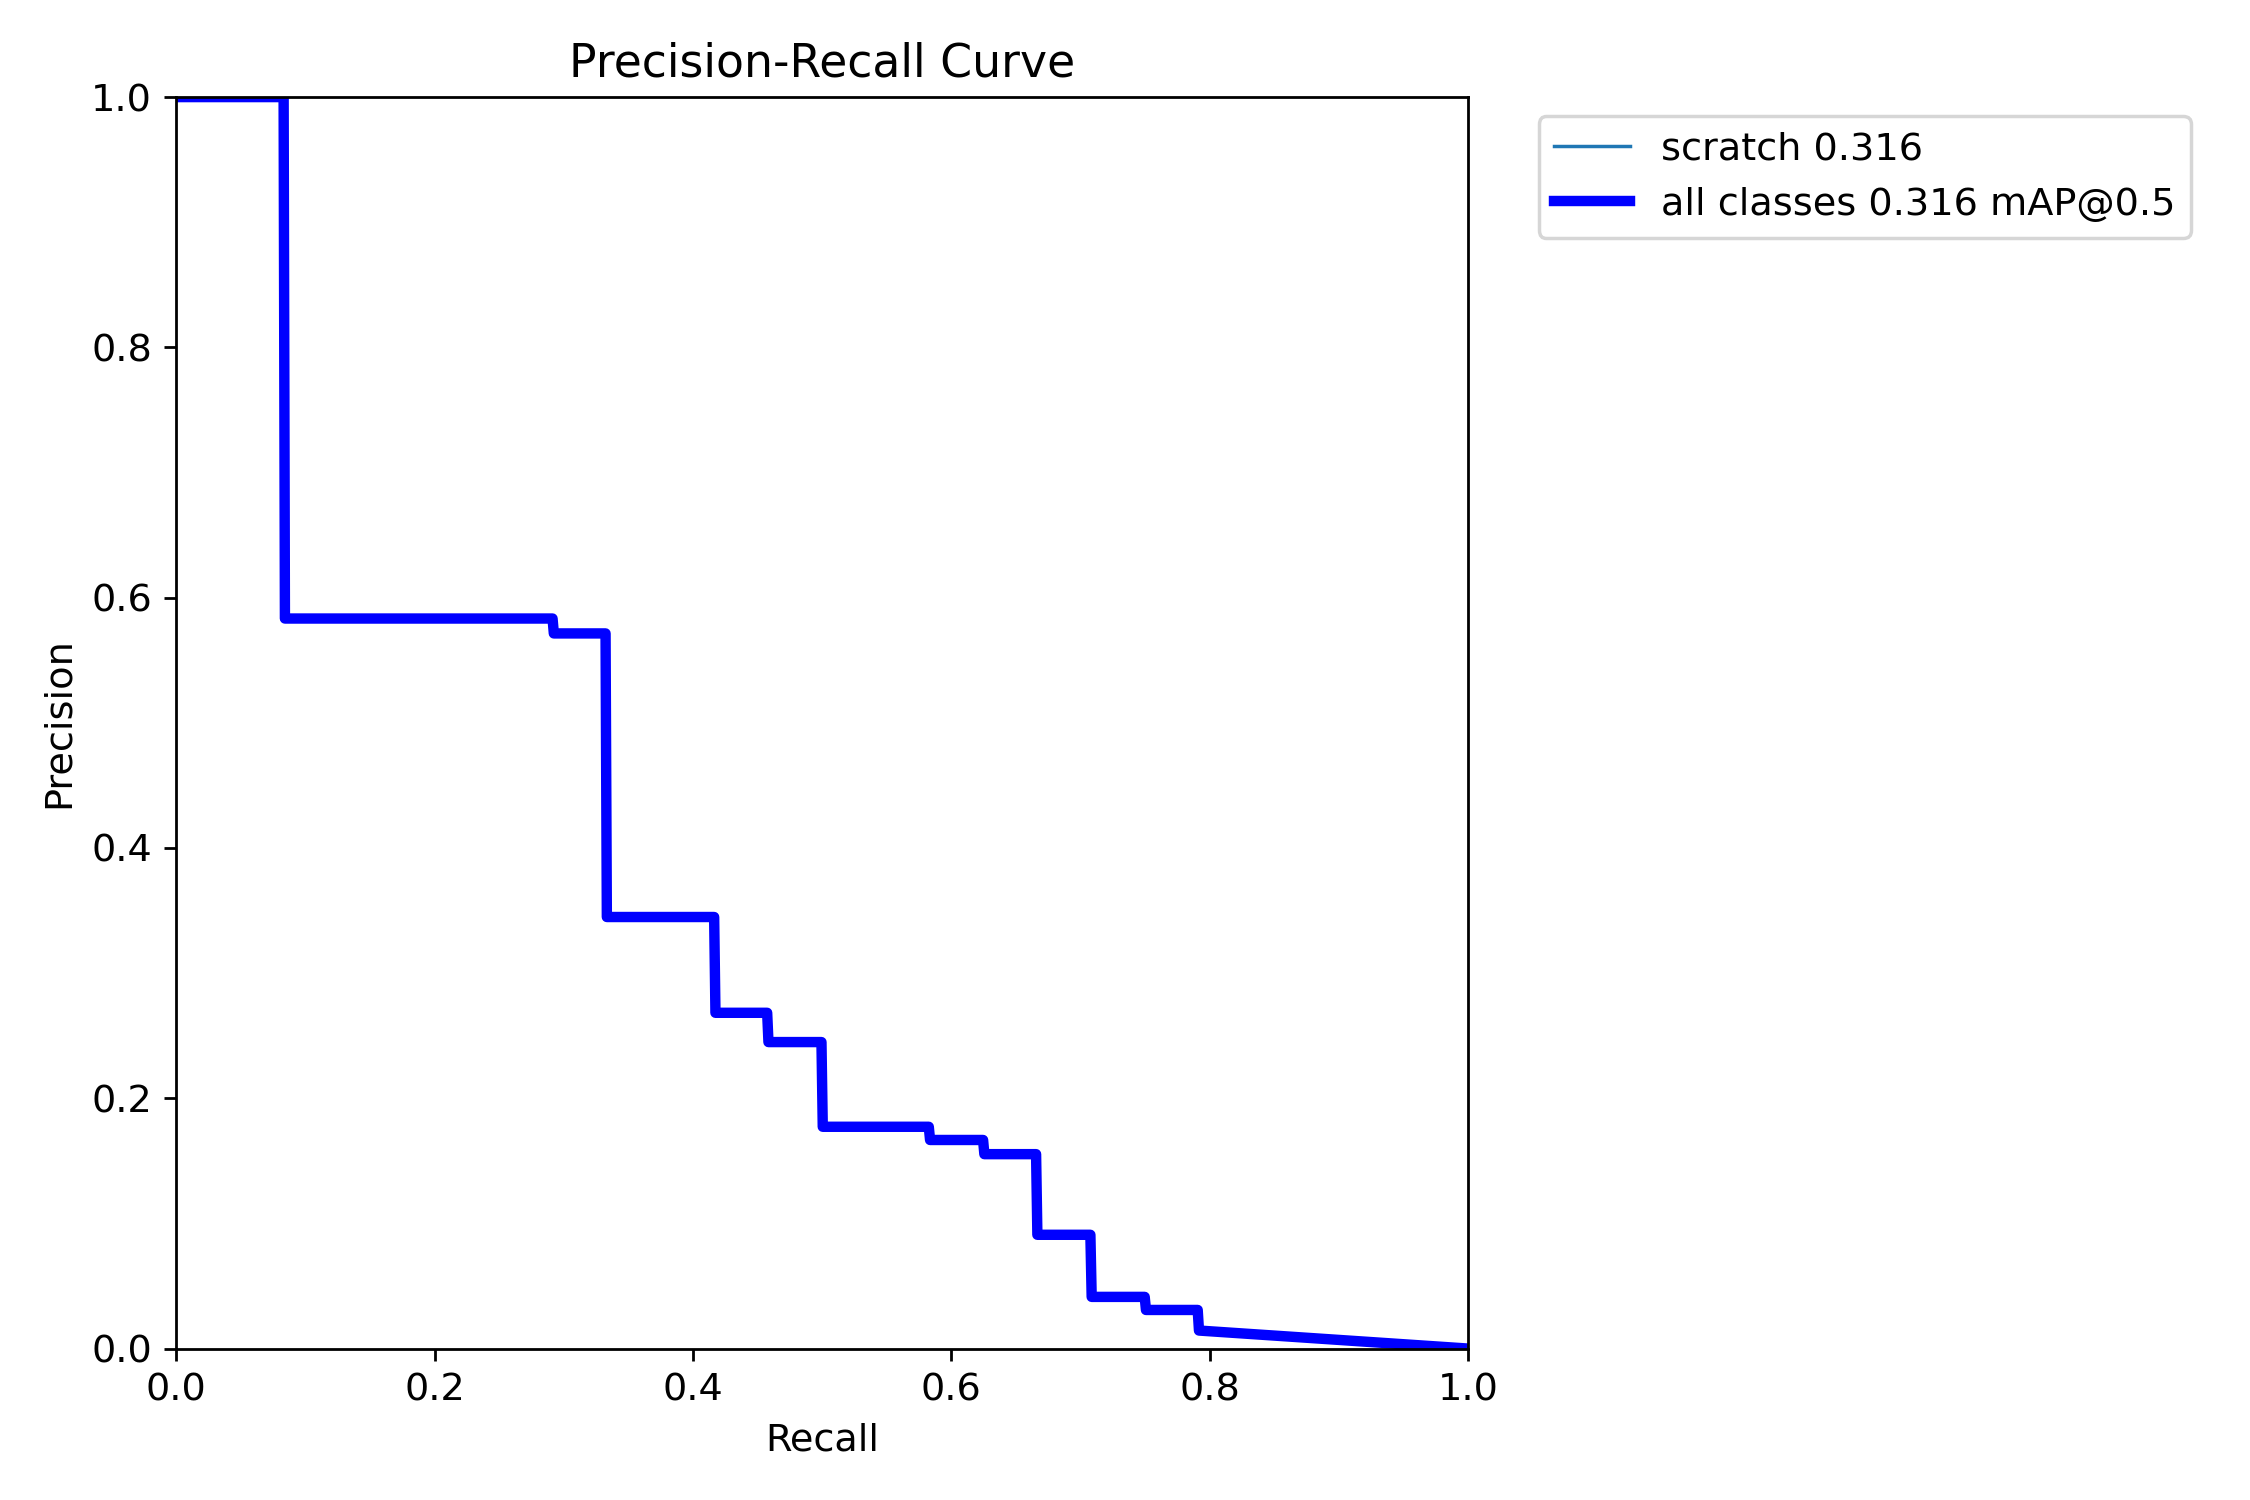 Precision-Recall Curve
scratch 0.316
all classes 0.316 mAP@0.5
Precision
1.0
0.8
0.6
0.4
0.2
0.0
0.0 0.2 0.4 0.6 0.8 1.0
Recall